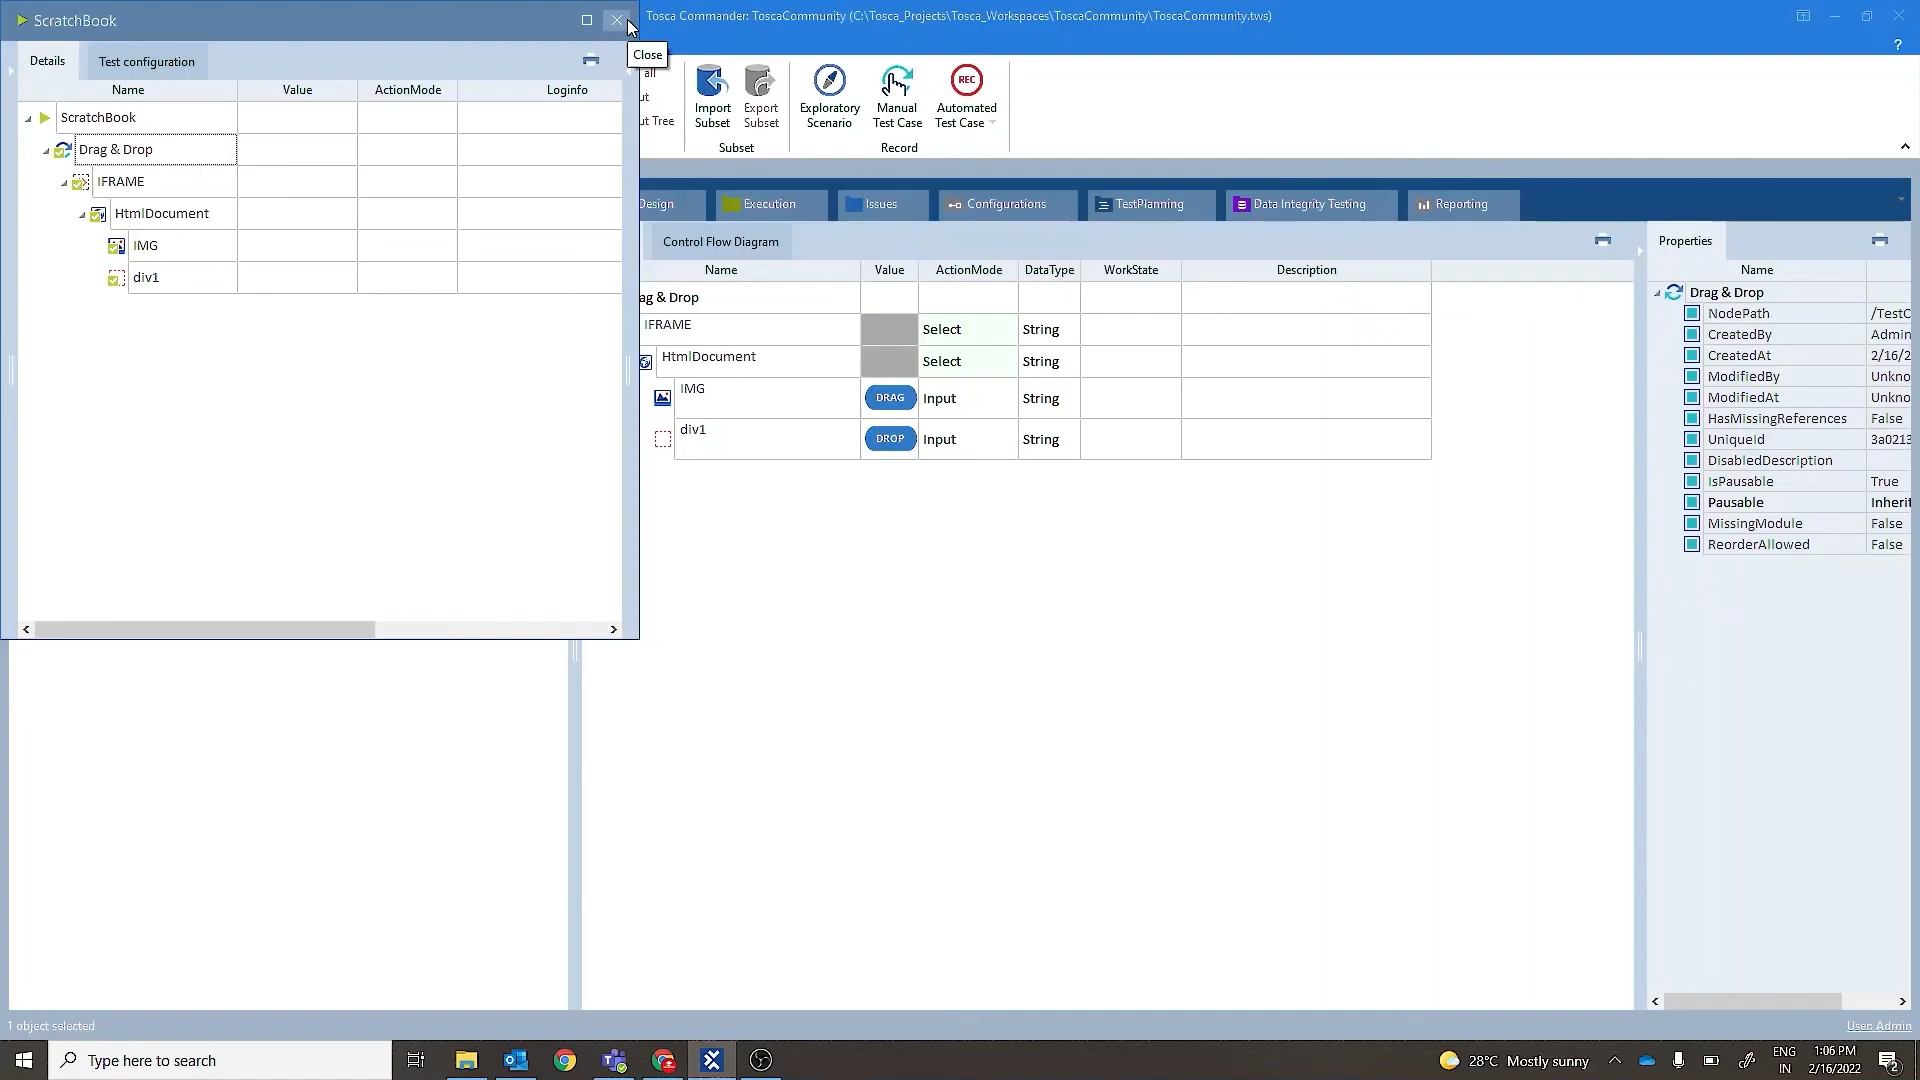 ScratchBook
Tosca Commander: ToscaCommunity (C:\Tosca_Projects\Tosca_Workspaces\ToscaCommunity\ToscaCommunity.tws)
Close
?
Details
Test configuration
Name
Value
ActionMode
Loginfo
ScratchBook
Drag & Drop
IFRAME
HtmlDocument
IMG
div1
all
ut
ut Tree
Import
Subset
Export
Subset
Subset
Exploratory
Scenario
Manual
Test Case
REC
Automated
Test Case
Record
Design
Execution
Issues
Configurations
TestPlanning
Data Integrity Testing
Reporting
Control Flow Diagram
Name
Value
ActionMode
DataType
WorkState
Description
ag & Drop
IFRAME
Select
String
HtmlDocument
Select
String
IMG
DRAG
Input
String
div1
DROP
Input
String
Properties
Name
Drag & Drop
NodePath
/TestC
CreatedBy
Admin
CreatedAt
2/16/2
ModifiedBy
Unkno
ModifiedAt
Unkno
HasMissingReferences
False
UniqueId
3a0213
DisabledDescription
IsPausable
True
Pausable
Inherit
MissingModule
False
ReorderAllowed
False
1 object selected
User: Admin
Type here to search
28°C Mostly sunny
ENG
IN
1:06 PM
2/16/2022
2